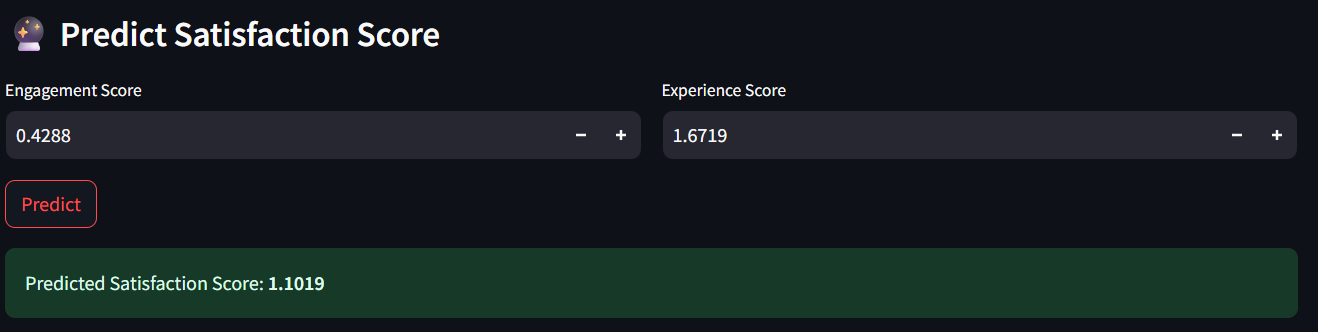 Predict Satisfaction Score
Engagement Score
Experience Score
0.4288
1.6719
Predict
Predicted Satisfaction Score: 1.1019